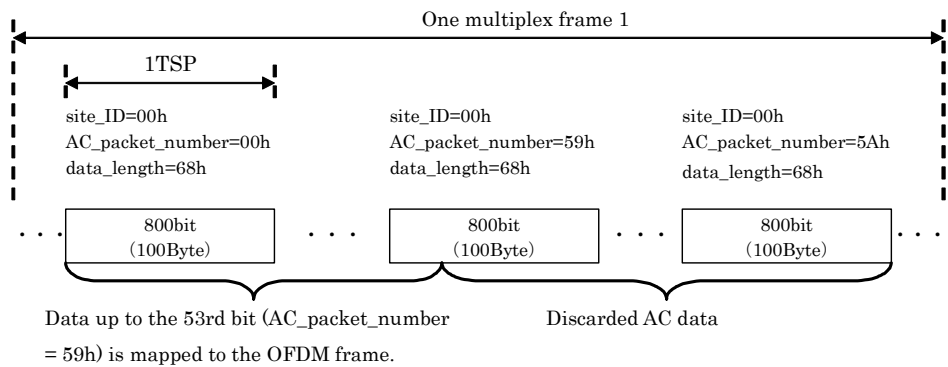 One multiplex frame 1
1TSP
site_ID=00h
AC_packet_number=00h
data_length=68h
site_ID=00h
AC_packet_number=59h
data_length=68h
site_ID=00h
AC_packet_number=5Ah
data_length=68h
. . .
800bit
(100Byte)
. . .
800bit
(100Byte)
. . .
800bit
(100Byte)
. . .
Data up to the 53rd bit (AC_packet_number
= 59h) is mapped to the OFDM frame.
Discarded AC data